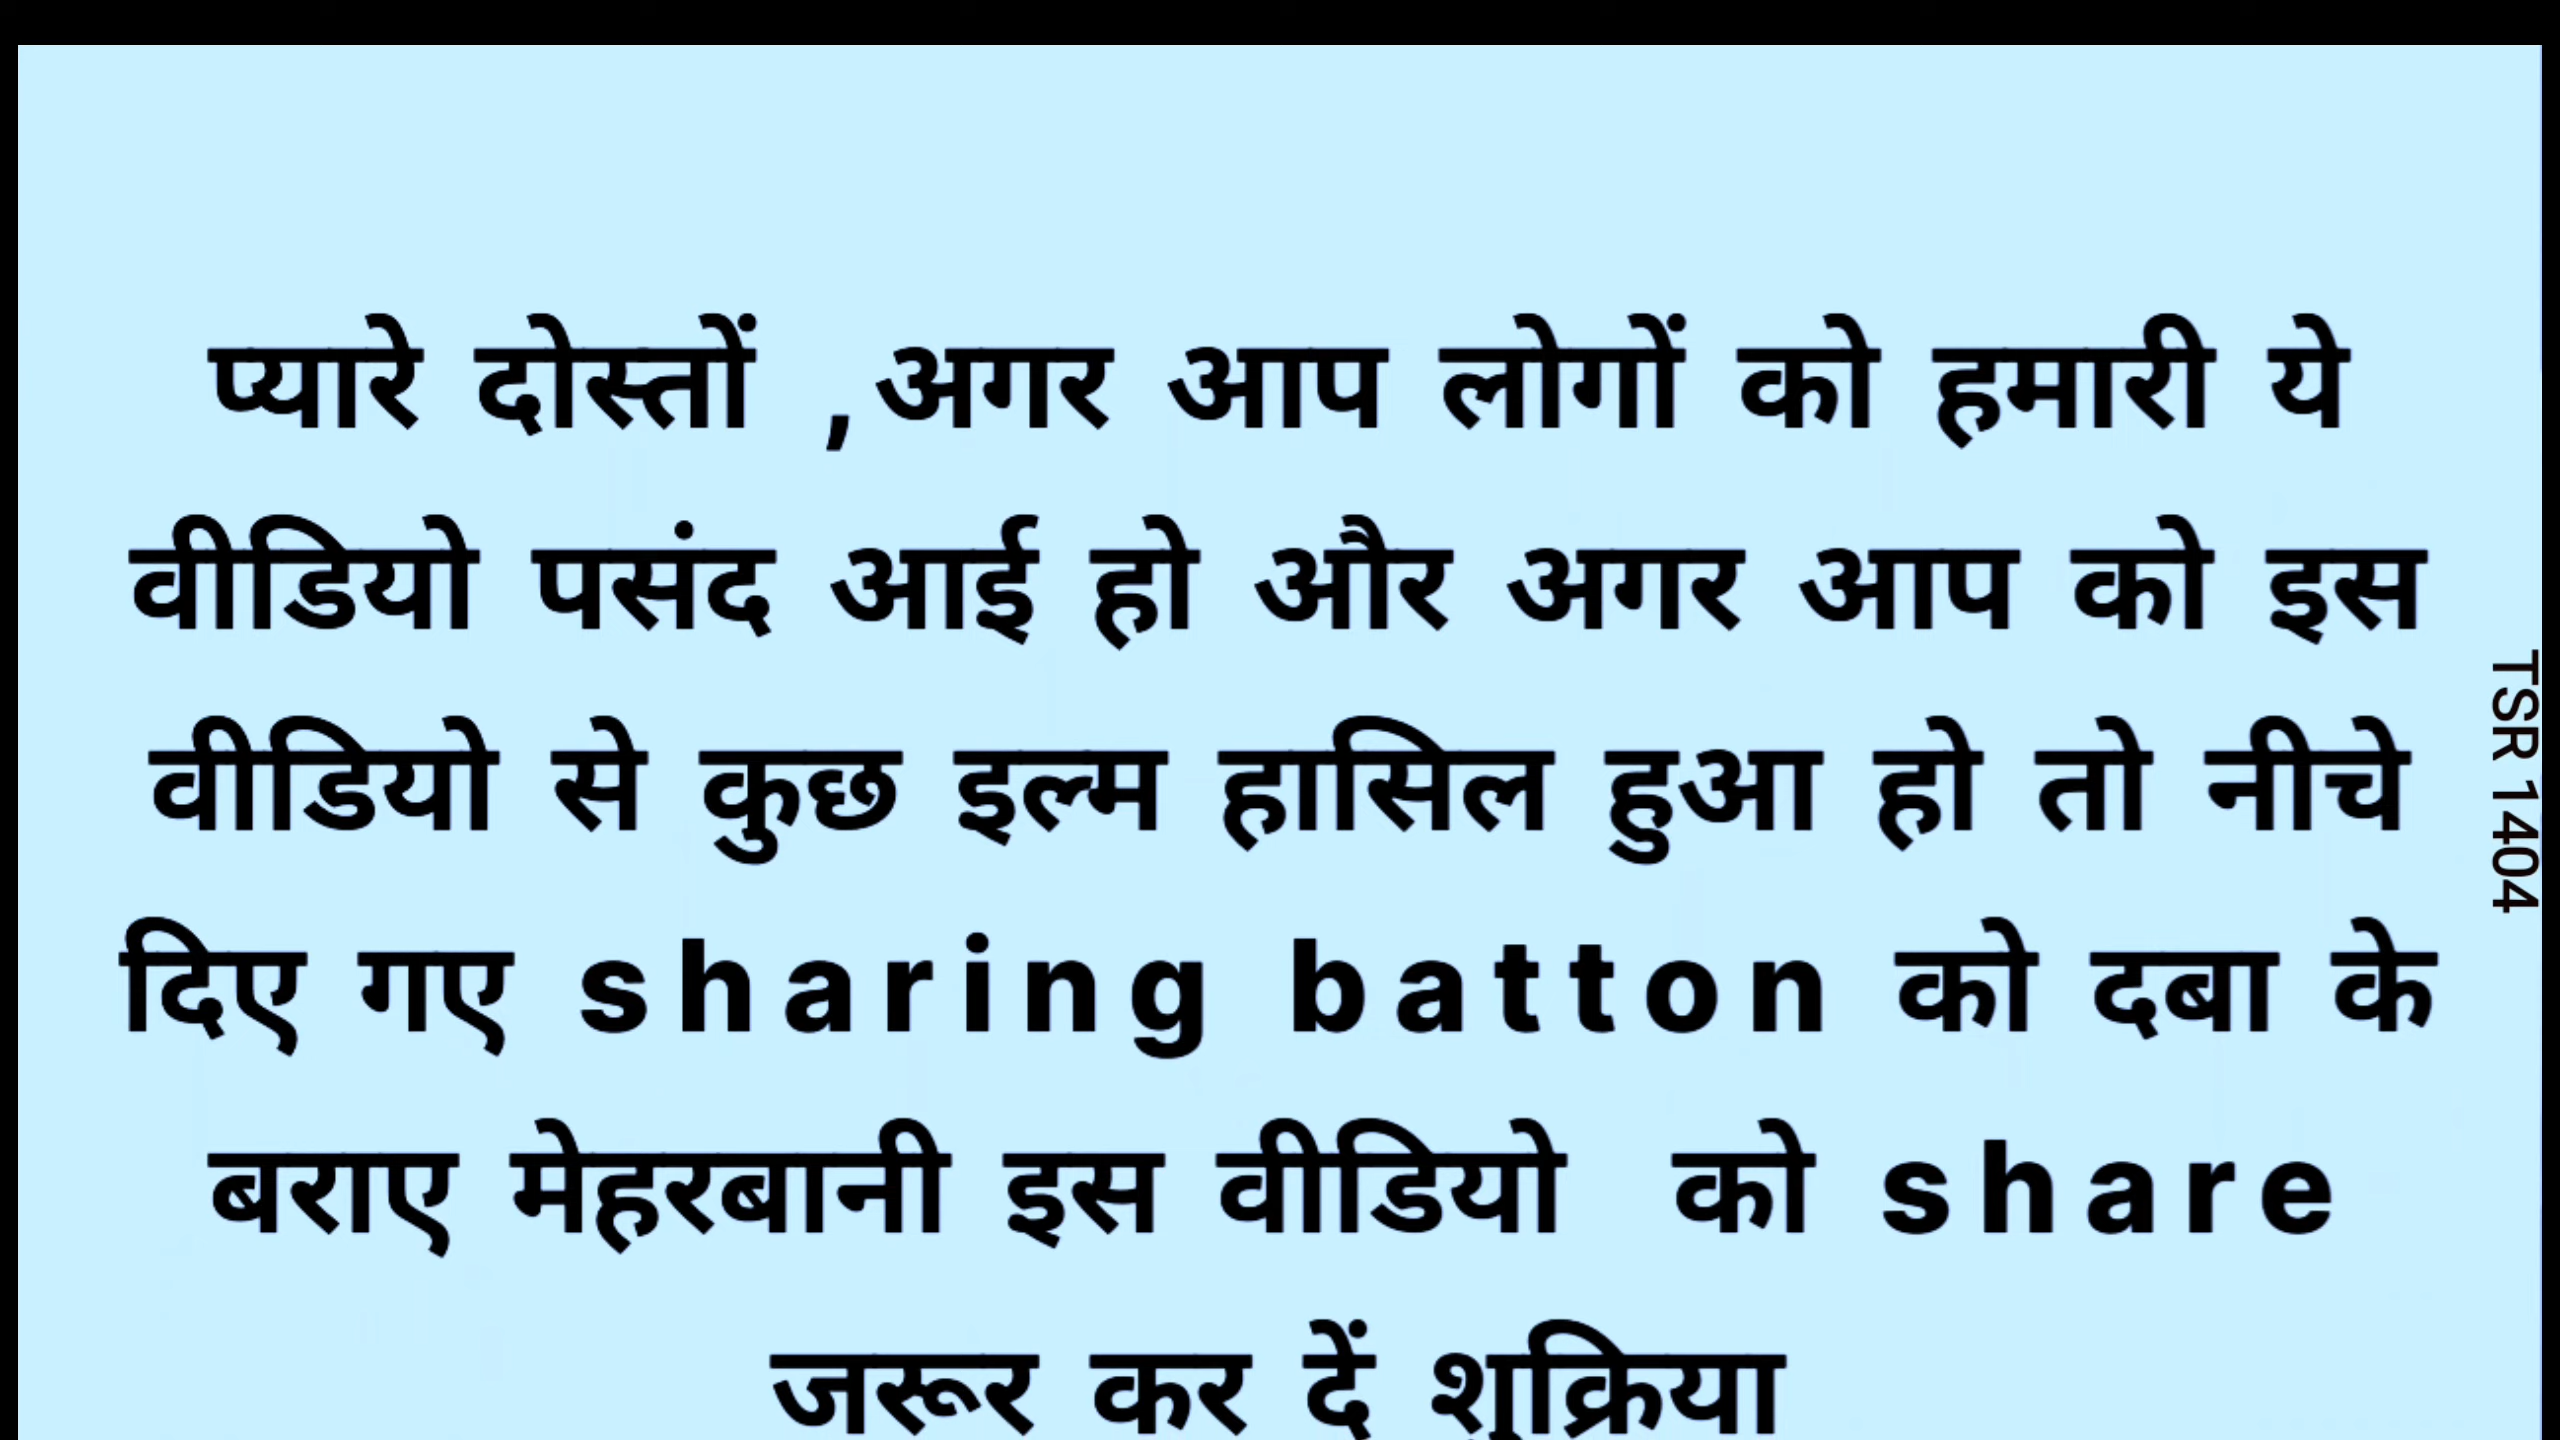 प्यारे दोस्तों ,अगर आप लोगों को हमारी ये
वीडियो पसंद आई हो और अगर आप को इस
वीडियो से कुछ इल्म हासिल हुआ हो तो नीचे
दिए गए sharing batton को दबा के
बराए मेहरबानी इस वीडियो को share
जरूर कर दें शुक्रिया
TSR 1404